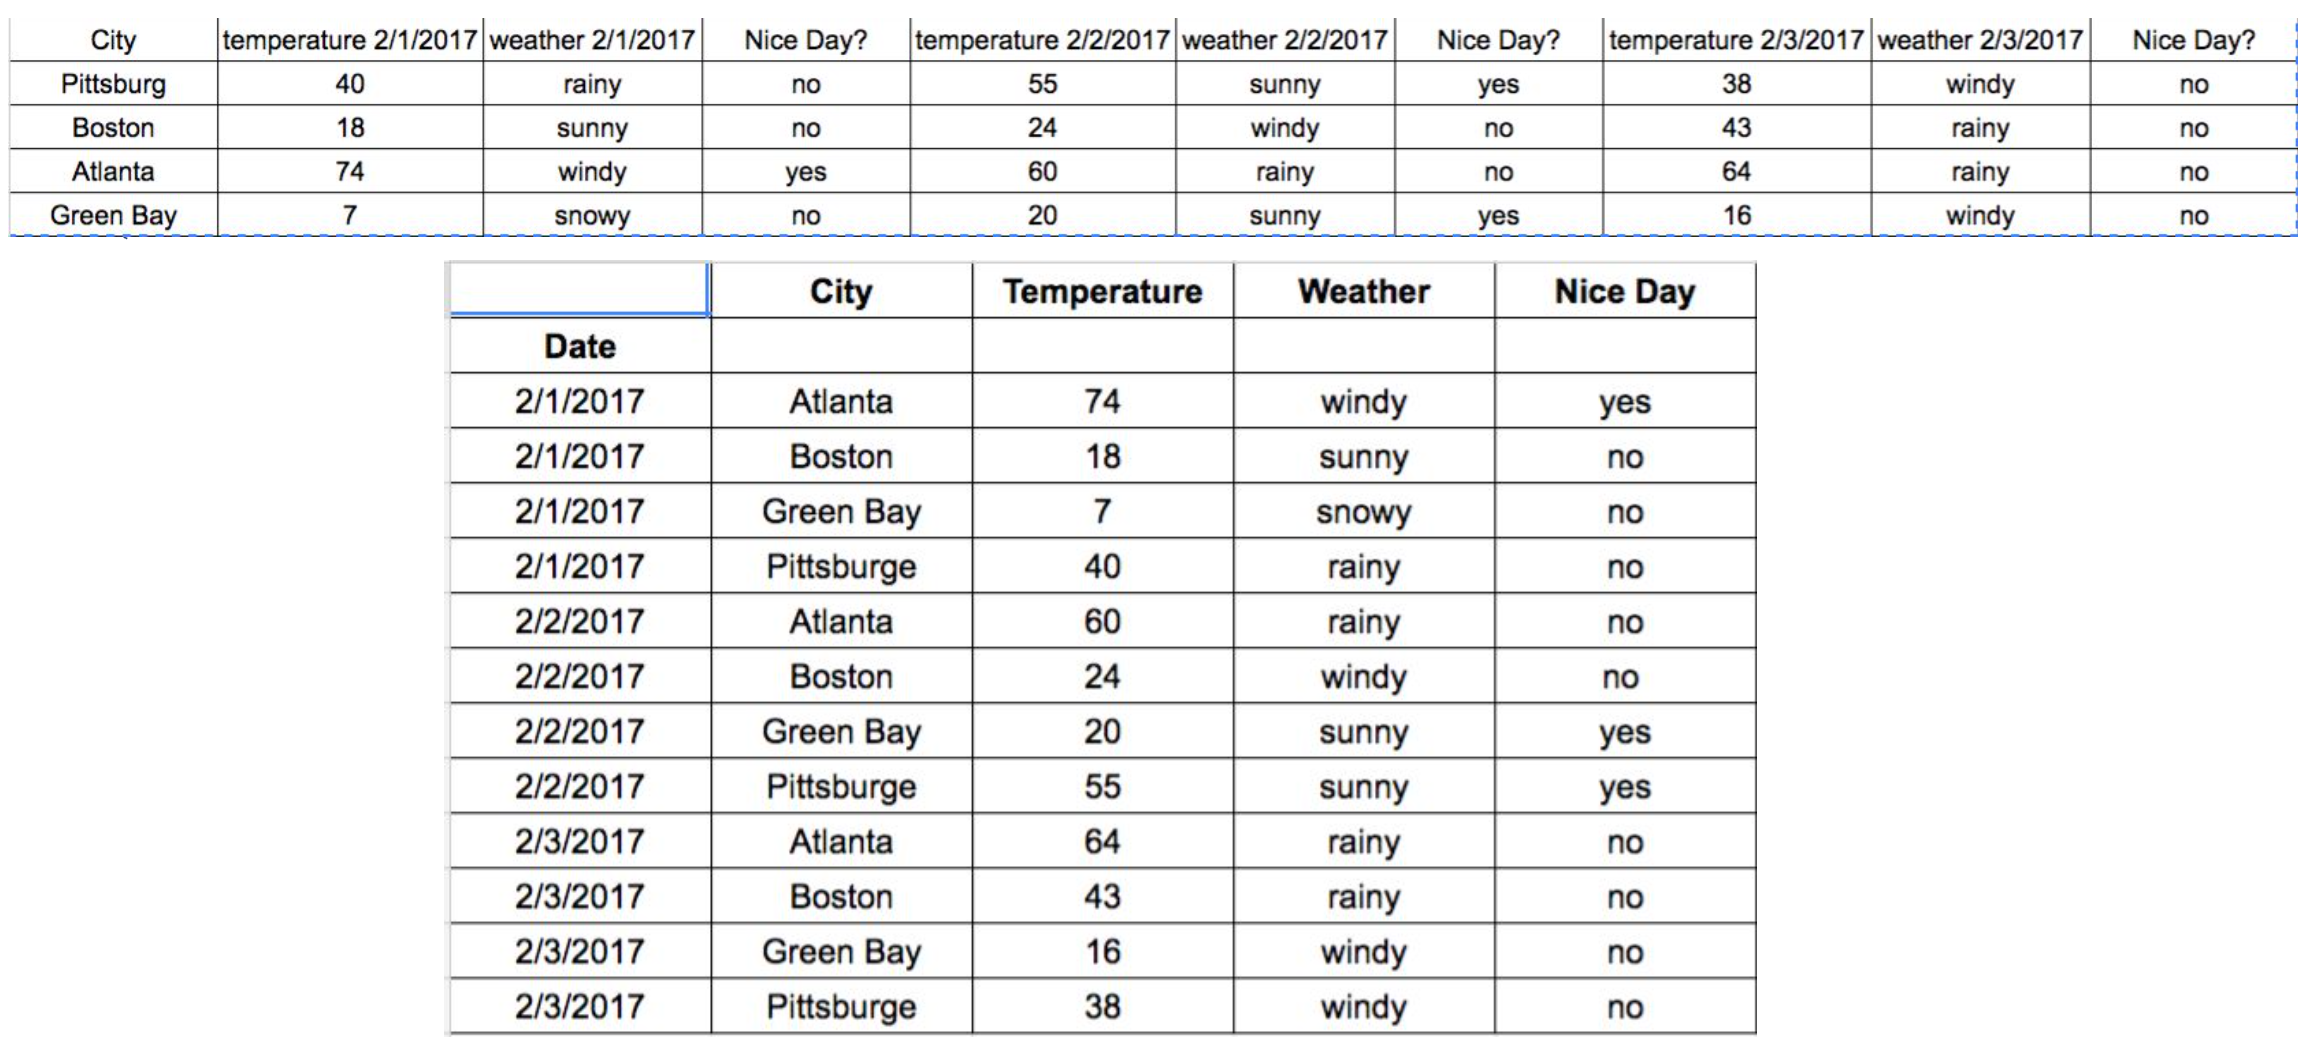 City temperature 2/1/2017 weather 2/1/2017 Nice Day? temperature 2/2/2017 weather 2/2/2017 Nice Day? temperature 2/3/2017 weather 2/3/2017 Nice Day?
Pittsburg 40 rainy no 55 sunny yes 38 windy no
Boston 18 sunny no 24 windy no 43 rainy no
Atlanta 74 windy yes 60 rainy no 64 rainy no
Green Bay 7 snowy no 20 sunny yes 16 windy no
City Temperature Weather Nice Day
Date
2/1/2017 Atlanta 74 windy yes
2/1/2017 Boston 18 sunny no
2/1/2017 Green Bay 7 snowy no
2/1/2017 Pittsburge 40 rainy no
2/2/2017 Atlanta 60 rainy no
2/2/2017 Boston 24 windy no
2/2/2017 Green Bay 20 sunny yes
2/2/2017 Pittsburge 55 sunny yes
2/3/2017 Atlanta 64 rainy no
2/3/2017 Boston 43 rainy no
2/3/2017 Green Bay 16 windy no
2/3/2017 Pittsburge 38 windy no